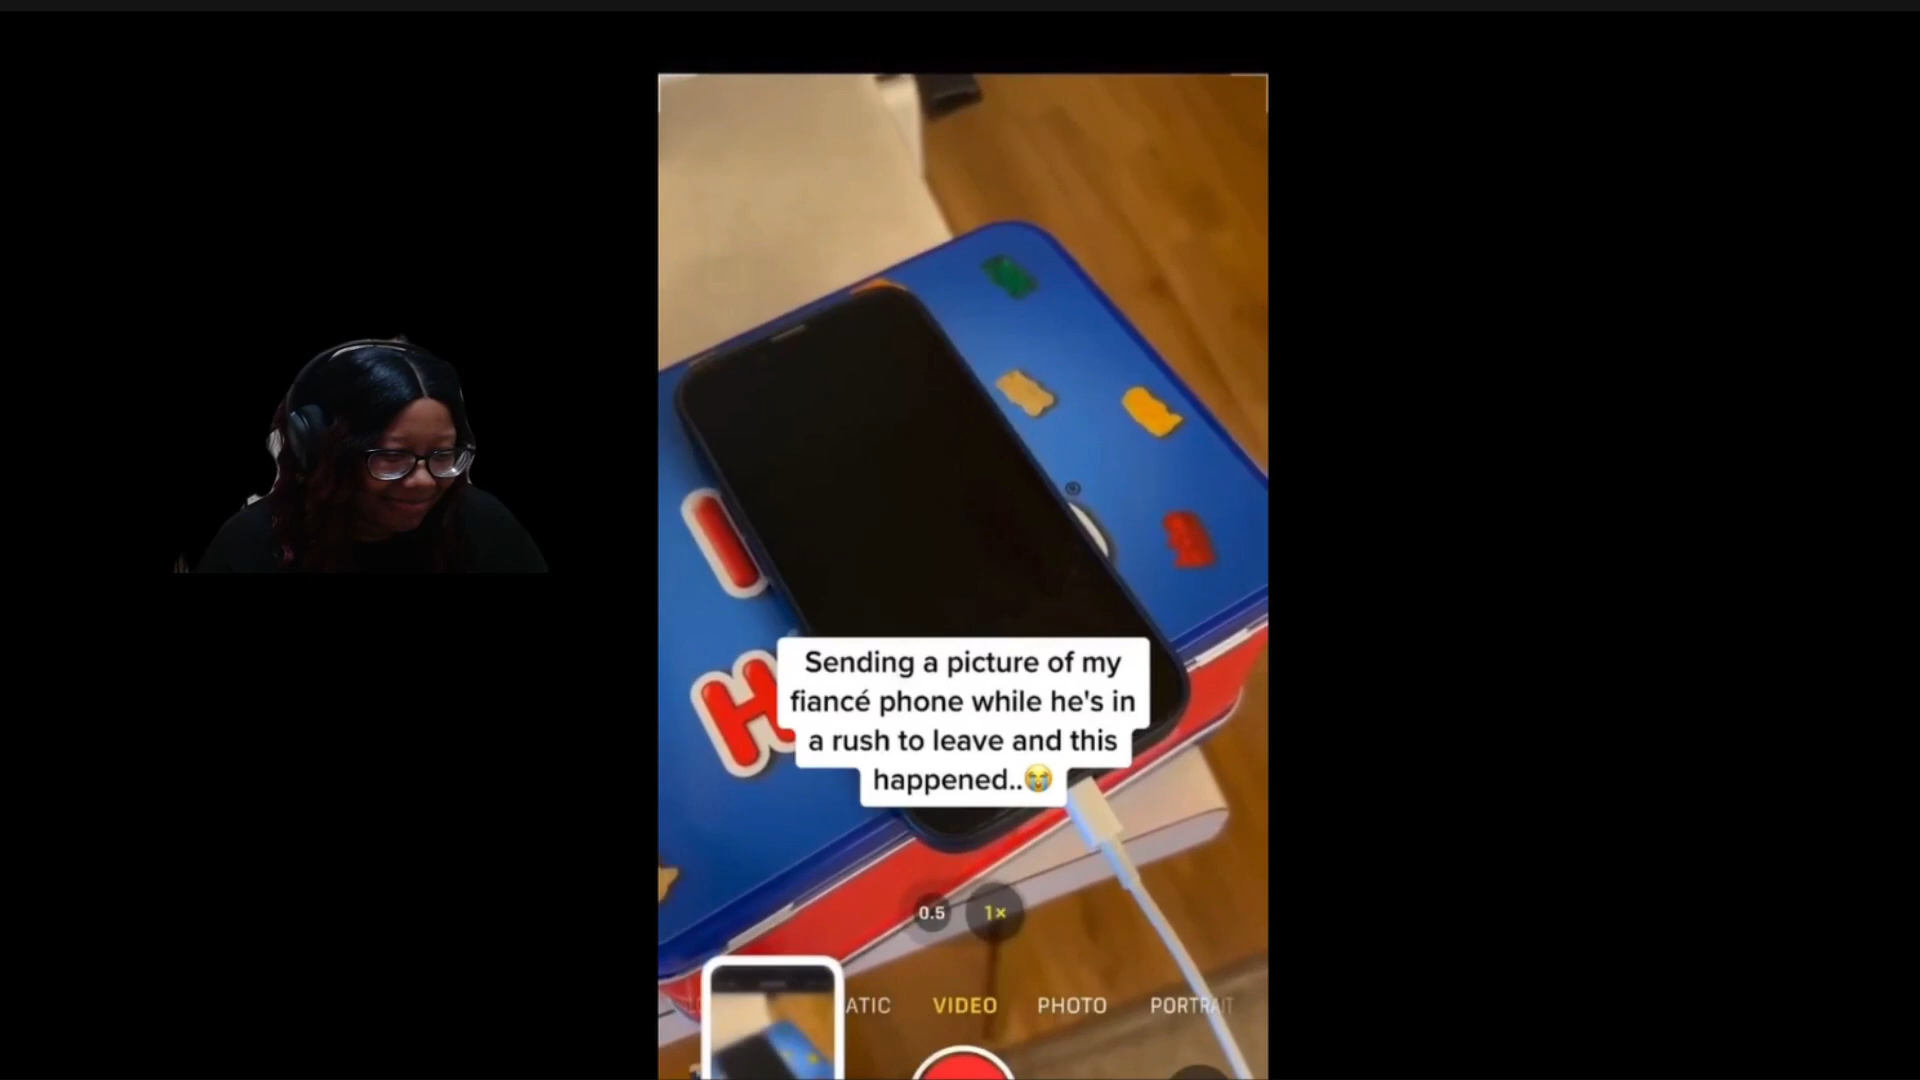 I
H
®
Sending a picture of my
fiancé phone while he's in
a rush to leave and this
happened..😭
0.5 1×
ATIC VIDEO PHOTO PORTRAIT